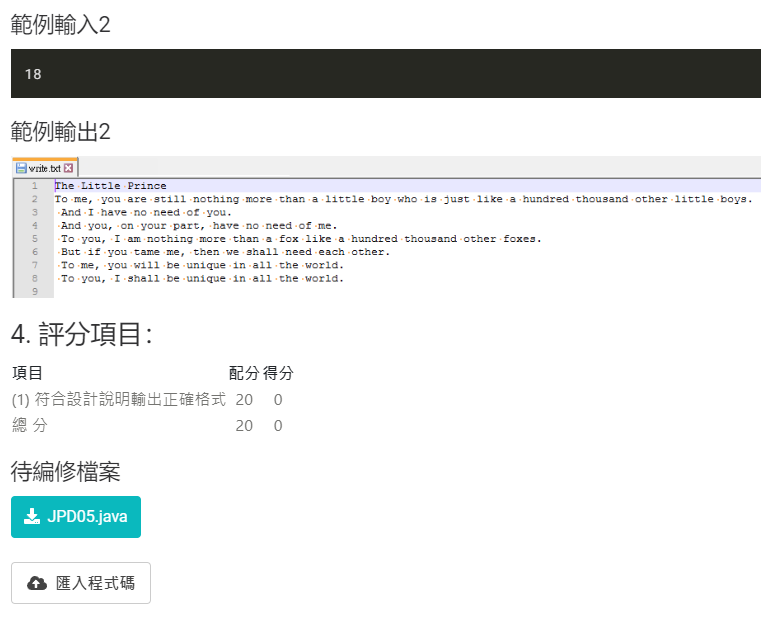 範例輸入2
18
範例輸出2
write.txt
1 The Little Prince
2 To me, you are still nothing more than a little boy who is just like a hundred thousand other little boys.
3 And I have no need of you.
4 And you, on your part, have no need of me.
5 To you, I am nothing more than a fox like a hundred thousand other foxes.
6 But if you tame me, then we shall need each other.
7 To me, you will be unique in all the world.
8 To you, I shall be unique in all the world.
9
4. 評分項目：
項目 配分 得分
(1) 符合設計說明輸出正確格式 20 0
總 分 20 0
待編修檔案
JPD05.java
匯入程式碼